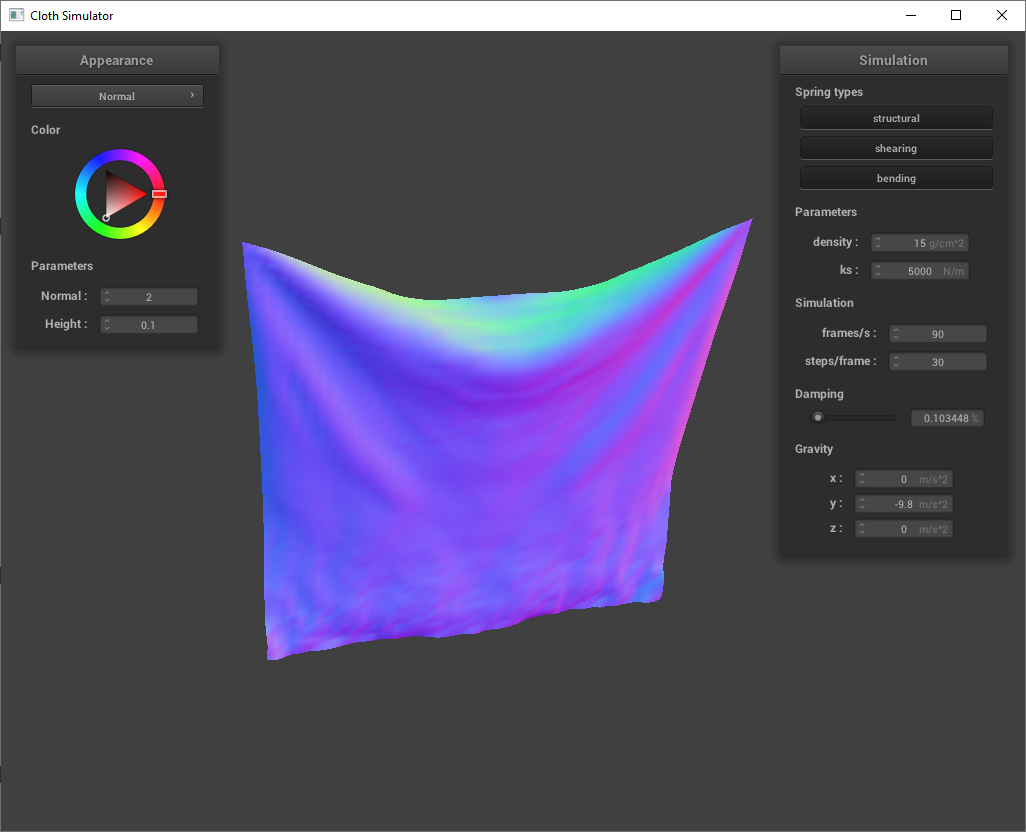 Cloth Simulator
Appearance
Normal
Color
Parameters
Normal : 2
Height : 0.1
Simulation
Spring types
structural
shearing
bending
Parameters
density : 15 g/cm^2
ks : 5000 N/m
Simulation
frames/s : 90
steps/frame : 30
Damping
0.103448 %
Gravity
x : 0 m/s^2
y : -9.8 m/s^2
z : 0 m/s^2